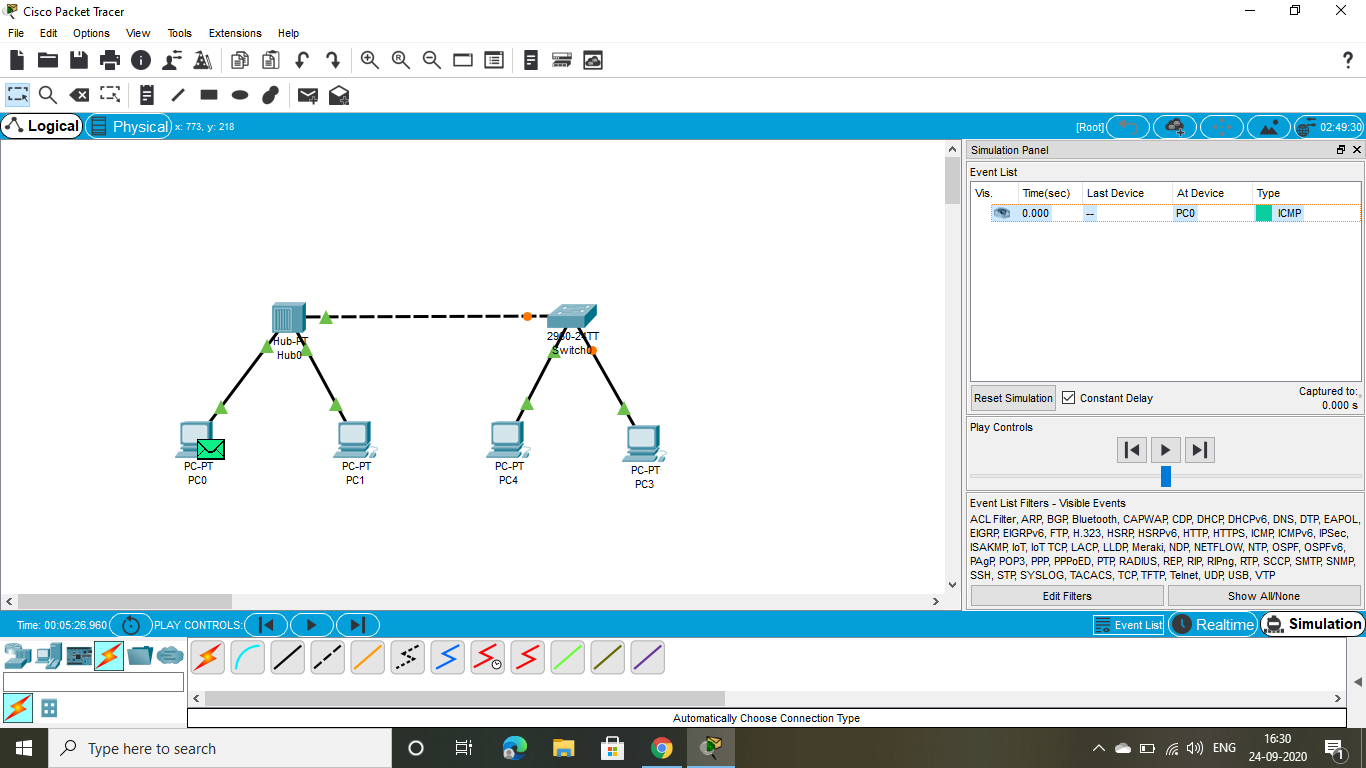 Cisco Packet Tracer
File Edit Options View Tools Extensions Help
?
Logical Physical x: 773, y: 218 [Root] 02:49:30
Simulation Panel
Event List
Vis. Time(sec) Last Device At Device Type
0.000 -- PC0 ICMP
Hub-PT
Hub0
2960-24TT
Switch0
PC-PT
PC0
PC-PT
PC1
PC-PT
PC4
PC-PT
PC3
Reset Simulation Constant Delay Captured to:
0.000 s
Play Controls
Event List Filters - Visible Events
ACL Filter, ARP, BGP, Bluetooth, CAPWAP, CDP, DHCP, DHCPv6, DNS, DTP, EAPOL,
EIGRP, EIGRPv6, FTP, H.323, HSRP, HSRPv6, HTTP, HTTPS, ICMP, ICMPv6, IPSec,
ISAKMP, IoT, IoT TCP, LACP, LLDP, Meraki, NDP, NETFLOW, NTP, OSPF, OSPFv6,
PAgP, POP3, PPP, PPPoED, PTP, RADIUS, REP, RIP, RIPng, RTP, SCCP, SMTP, SNMP,
SSH, STP, SYSLOG, TACACS, TCP, TFTP, Telnet, UDP, USB, VTP
Edit Filters Show All/None
Time: 00:05:26.960 PLAY CONTROLS: Event List Realtime Simulation
Automatically Choose Connection Type
Type here to search
ENG 16:30
24-09-2020
1